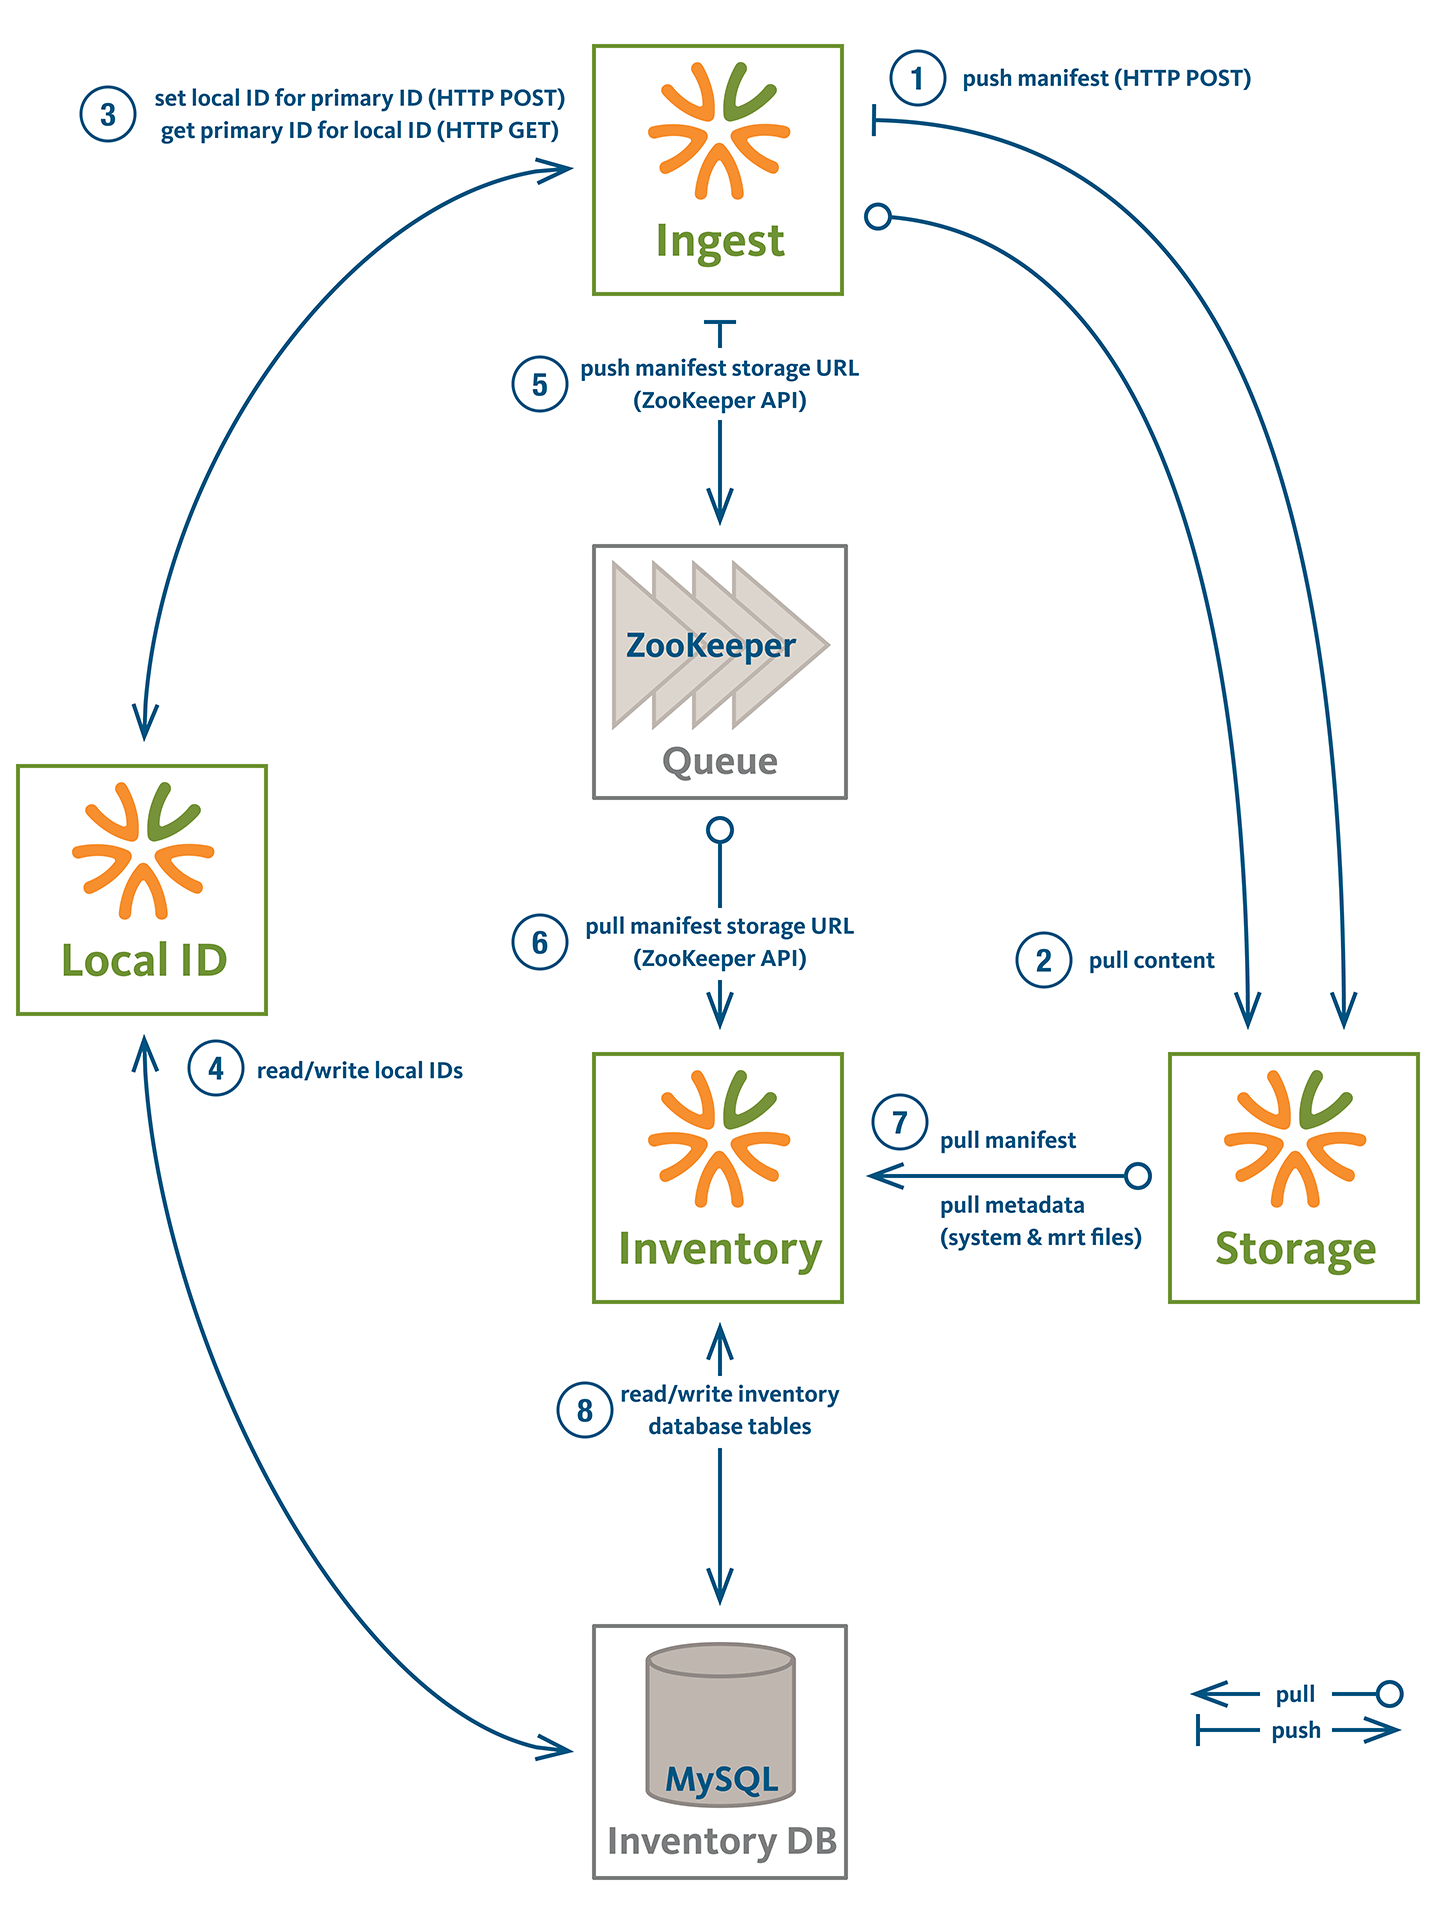 1
push manifest (HTTP POST)
3
set local ID for primary ID (HTTP POST)
get primary ID for local ID (HTTP GET)
Ingest
5
push manifest storage URL
(ZooKeeper API)
ZooKeeper
Queue
Local ID
6
pull manifest storage URL
(ZooKeeper API)
2
pull content
4
read/write local IDs
7
pull manifest
pull metadata
(system & mrt files)
Inventory
Storage
8
read/write inventory
database tables
pull
push
MySQL
Inventory DB